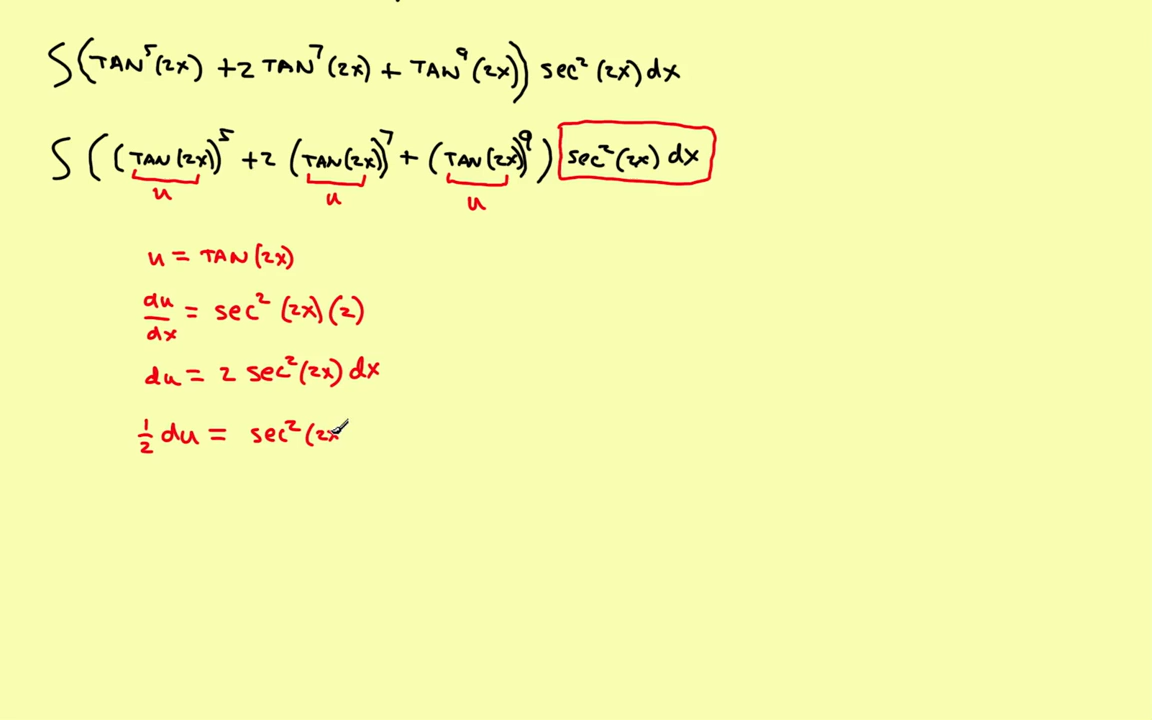 ∫(TAN⁵(2x) + 2 TAN⁷(2x) + TAN⁹(2x)) sec²(2x) dx
∫((TAN(2x))⁵ + 2(TAN(2x))⁷ + (TAN(2x))⁹) sec²(2x) dx
u u u
u = TAN(2x)
du/dx = sec²(2x)(2)
du = 2 sec²(2x) dx
½ du = sec²(2x